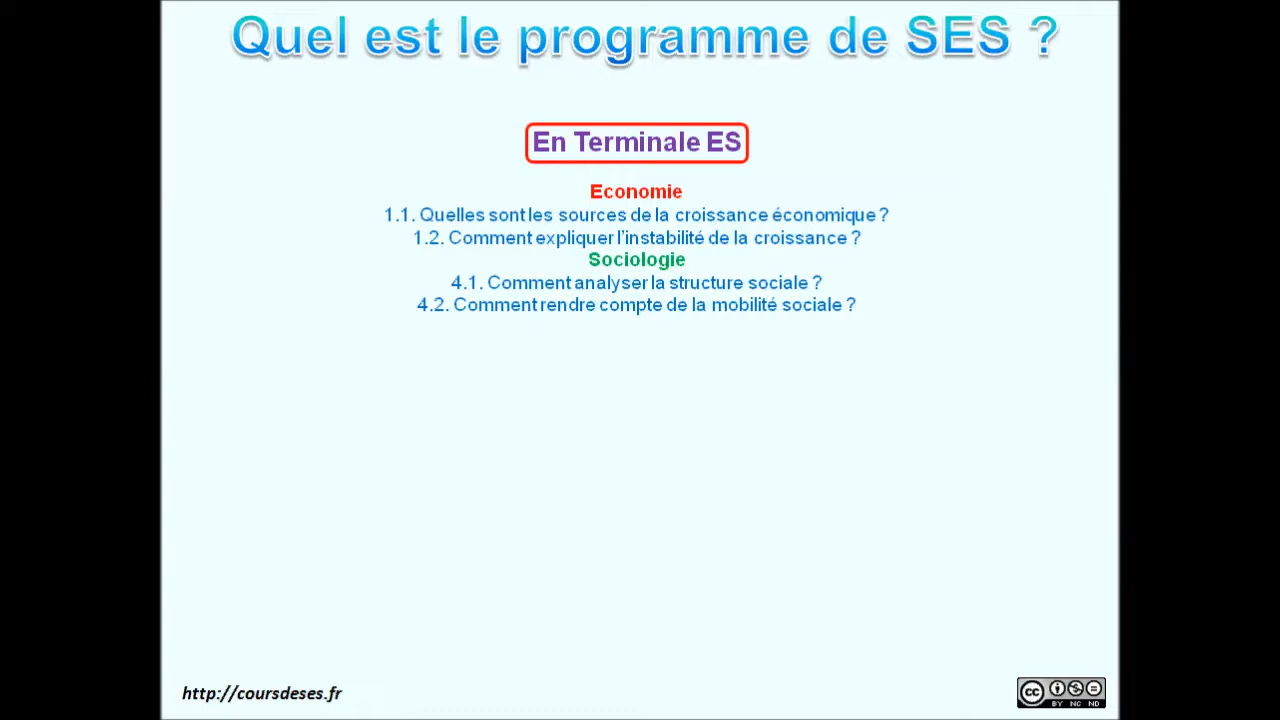 Quel est le programme de SES ?
En Terminale ES
Economie
1.1. Quelles sont les sources de la croissance économique ?
1.2. Comment expliquer l'instabilité de la croissance ?
Sociologie
4.1. Comment analyser la structure sociale ?
4.2. Comment rendre compte de la mobilité sociale ?
http://coursdeses.fr
cc
BY NC ND